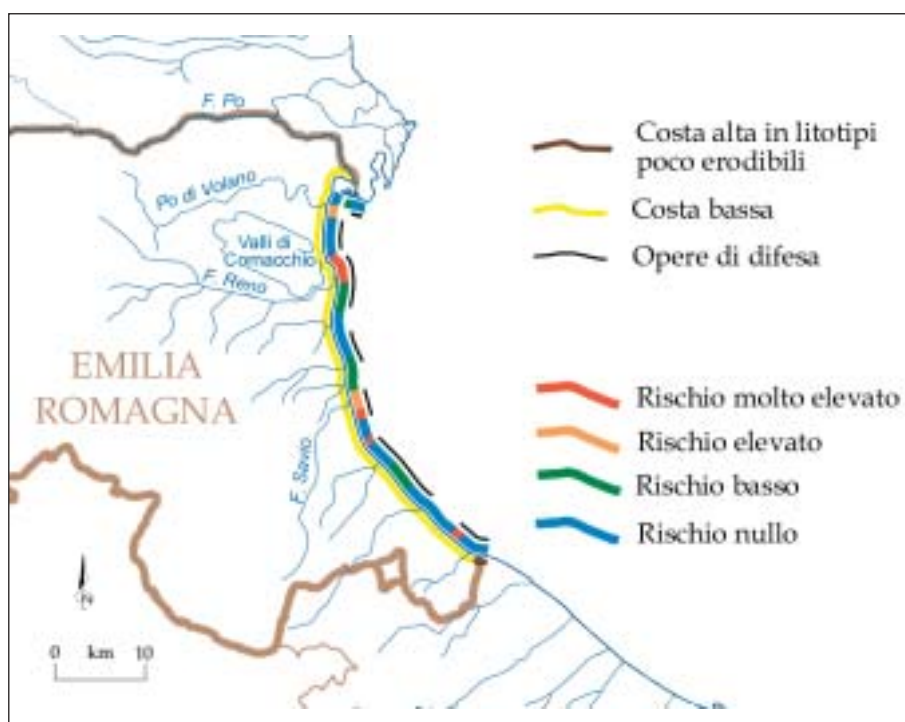 F. Po
Po di Volano
Valli di
Comacchio
F. Reno
EMILIA
ROMAGNA
F. Savio
N
0 km 10
Costa alta in litotipi
poco erodibili
Costa bassa
Opere di difesa
Rischio molto elevato
Rischio elevato
Rischio basso
Rischio nullo